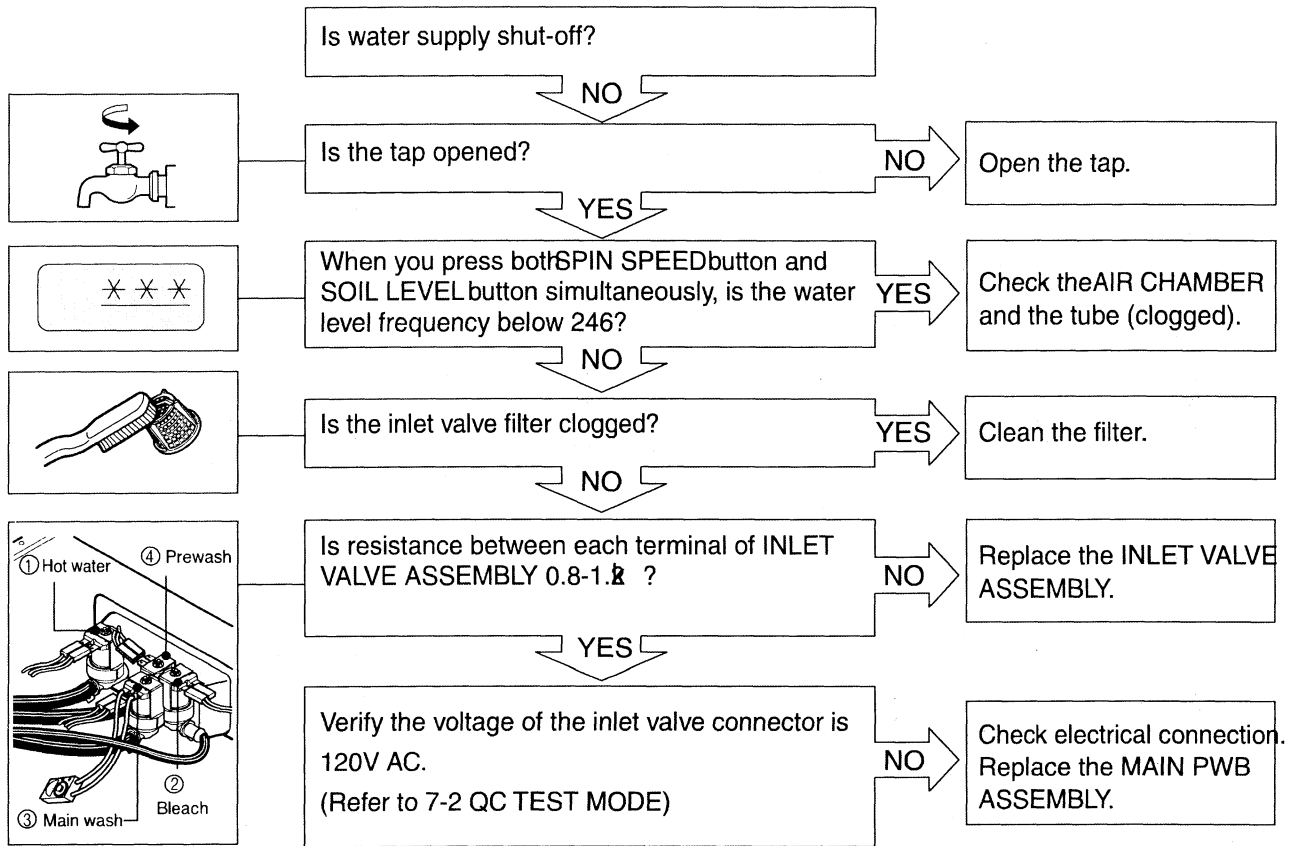 Is water supply shut-off?
NO
Is the tap opened?
NO
Open the tap.
YES
When you press both SPIN SPEED button and
SOIL LEVEL button simultaneously, is the water
level frequency below 246?
YES
Check the AIR CHAMBER
and the tube (clogged).
* * *
NO
Is the inlet valve filter clogged?
YES
Clean the filter.
NO
① Hot water
④ Prewash
②
Bleach
③ Main wash
Is resistance between each terminal of INLET
VALVE ASSEMBLY ?
NO
Replace the INLET VALVE
ASSEMBLY.
YES
Verify the voltage of the inlet valve connector is
120V AC.
(Refer to 7-2 QC TEST MODE)
NO
Check electrical connection.
Replace the MAIN PWB
ASSEMBLY.